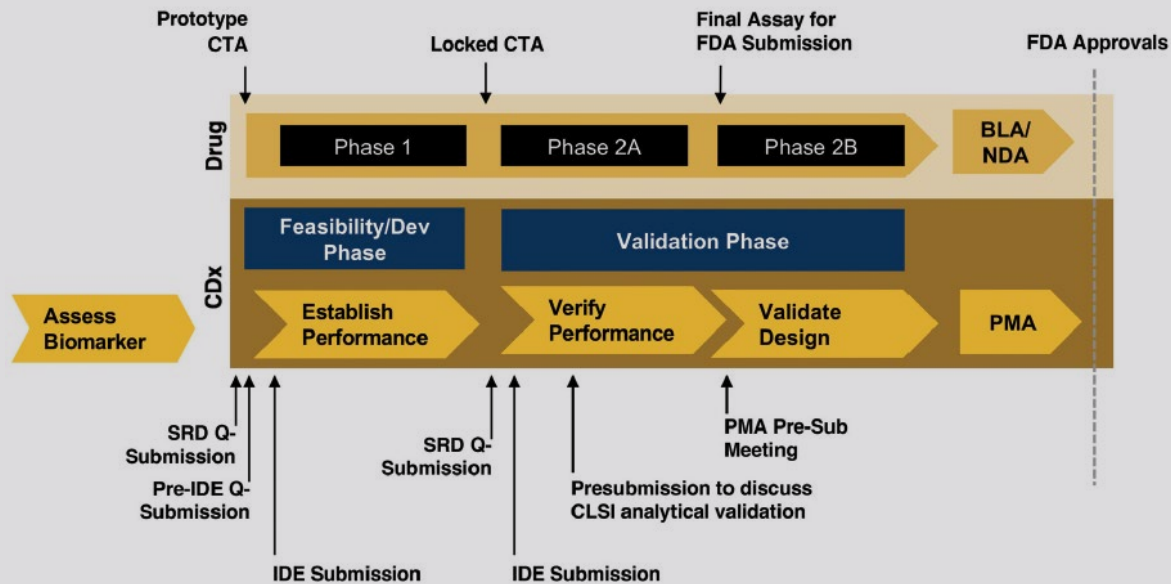 Prototype
CTA
Locked CTA
Final Assay for
FDA Submission
FDA Approvals
Drug
Phase 1
Phase 2A
Phase 2B
BLA/
NDA
CDx
Feasibility/Dev
Phase
Validation Phase
Assess
Biomarker
Establish
Performance
Verify
Performance
Validate
Design
PMA
SRD Q-
Submission
Pre-IDE Q-
Submission
IDE Submission
SRD Q-
Submission
IDE Submission
Presubmission to discuss
CLSI analytical validation
PMA Pre-Sub
Meeting